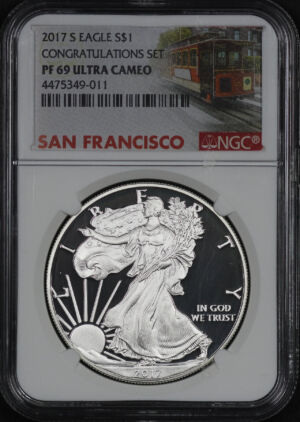 2017 S EAGLE S$1
CONGRATULATIONS SET
PF 69 ULTRA CAMEO
4475349-011
SAN FRANCISCO NGC®
LIBERTY
IN GOD
WE TRUST
2017